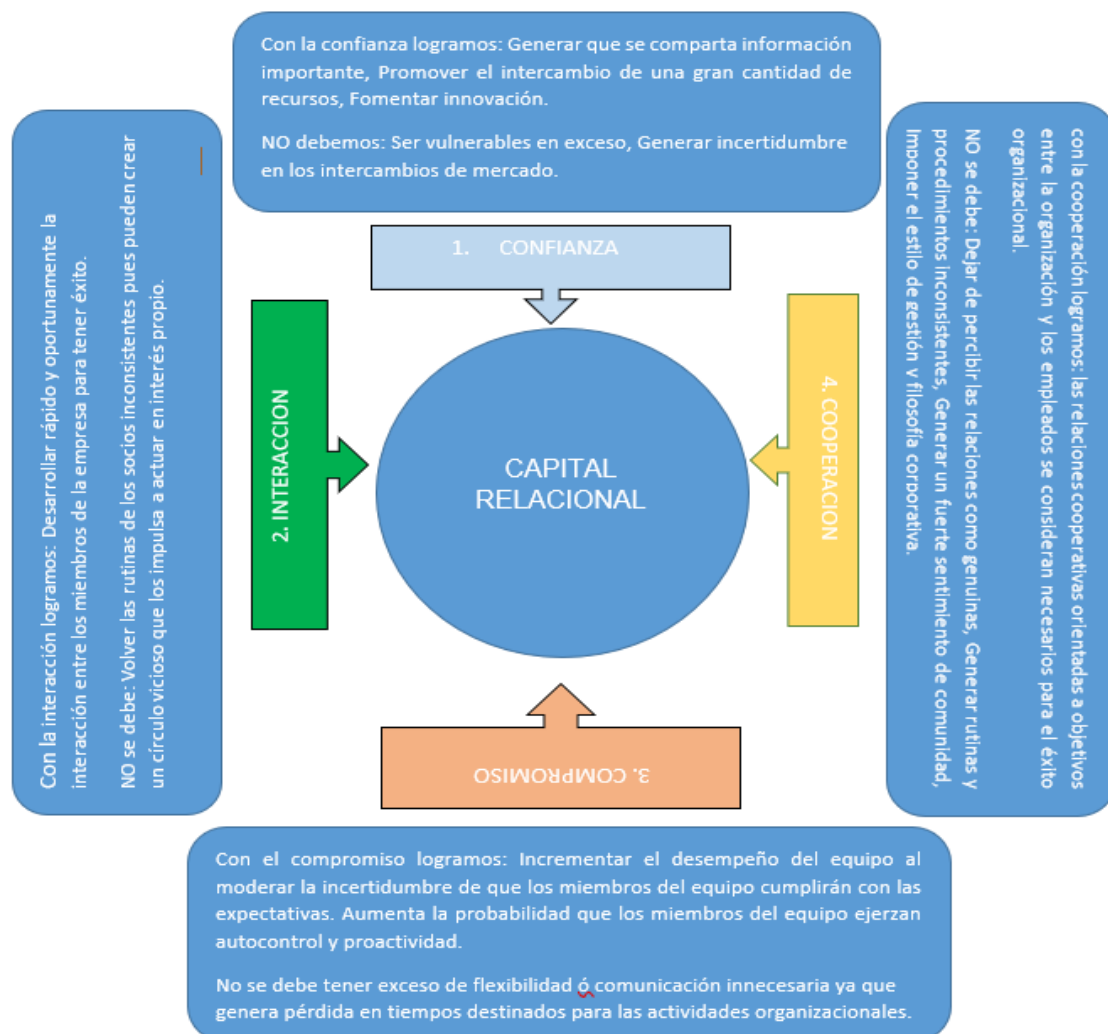 Con la confianza logramos: Generar que se comparta información
importante, Promover el intercambio de una gran cantidad de
recursos, Fomentar innovación.
NO debemos: Ser vulnerables en exceso, Generar incertidumbre
en los intercambios de mercado.
1. CONFIANZA
Con la interacción logramos: Desarrollar rápido y oportunamente la
interacción entre los miembros de la empresa para tener éxito.
NO se debe: Volver las rutinas de los socios inconsistentes pues pueden crear
un círculo vicioso que los impulsa a actuar en interés propio.
2. INTERACCION
CAPITAL
RELACIONAL
4. COOPERACION
con la cooperación logramos: las relaciones cooperativas orientadas a objetivos
entre la organización y los empleados se consideran necesarios para el éxito
organizacional.
NO se debe: Dejar de percibir las relaciones como genuinas, Generar rutinas y
procedimientos inconsistentes, Generar un fuerte sentimiento de comunidad,
Imponer el estilo de gestión y filosofía corporativa.
3. COMPROMISO
Con el compromiso logramos: Incrementar el desempeño del equipo al
moderar la incertidumbre de que los miembros del equipo cumplirán con las
expectativas. Aumenta la probabilidad que los miembros del equipo ejerzan
autocontrol y proactividad.
No se debe tener exceso de flexibilidad ó comunicación innecesaria ya que
genera pérdida en tiempos destinados para las actividades organizacionales.